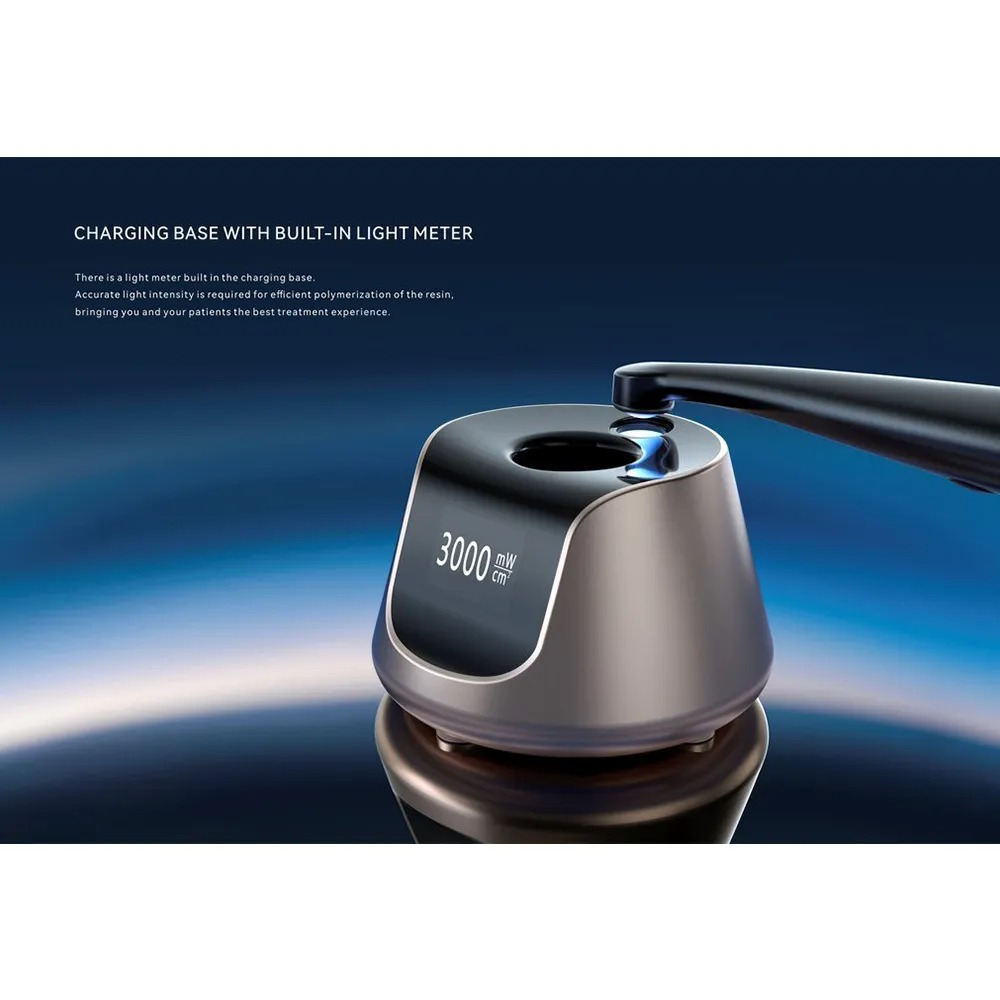 CHARGING BASE WITH BUILT-IN LIGHT METER
There is a light meter built in the charging base.
Accurate light intensity is required for efficient polymerization of the resin,
bringing you and your patients the best treatment experience.
3000 mW
cm²